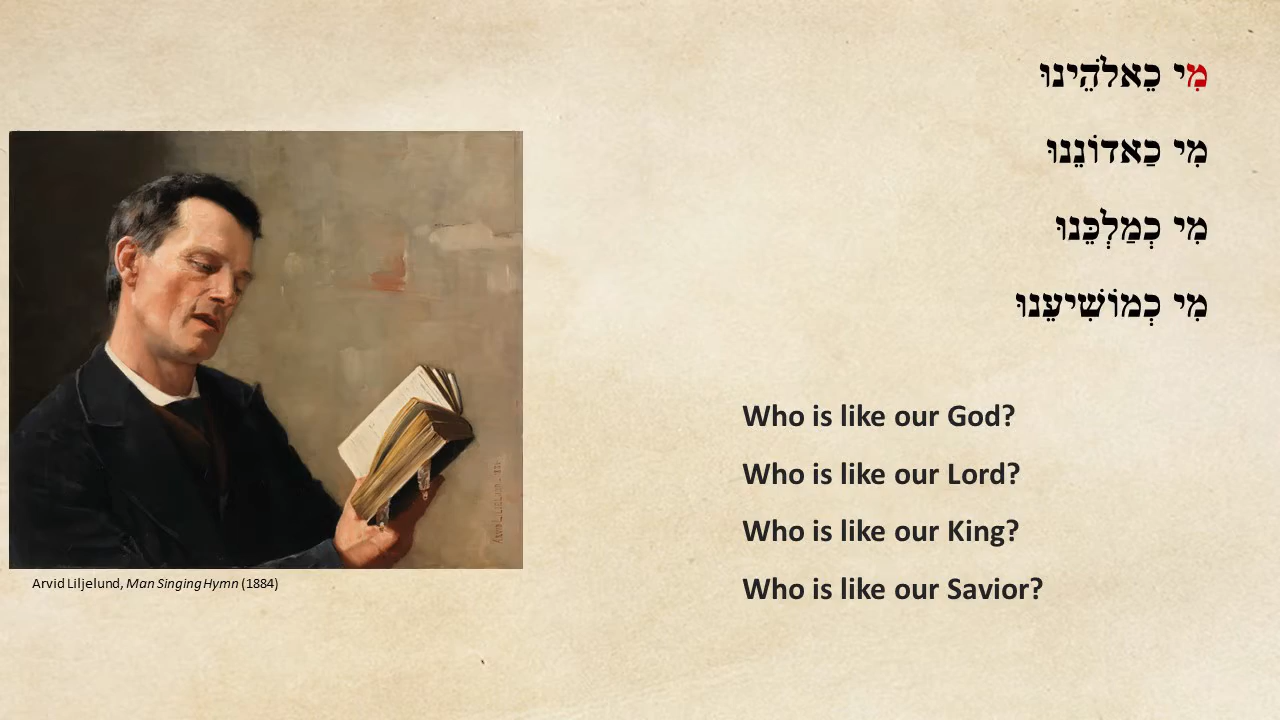 מִי כֵאלֹהֵינוּ
מִי כַאדוֹנֵנוּ
מִי כְמַלְכֵּנוּ
מִי כְמוֹשִׁיעֵנוּ
Who is like our God?
Who is like our Lord?
Who is like our King?
Who is like our Savior?
Arvid Liljelund, Man Singing Hymn (1884)